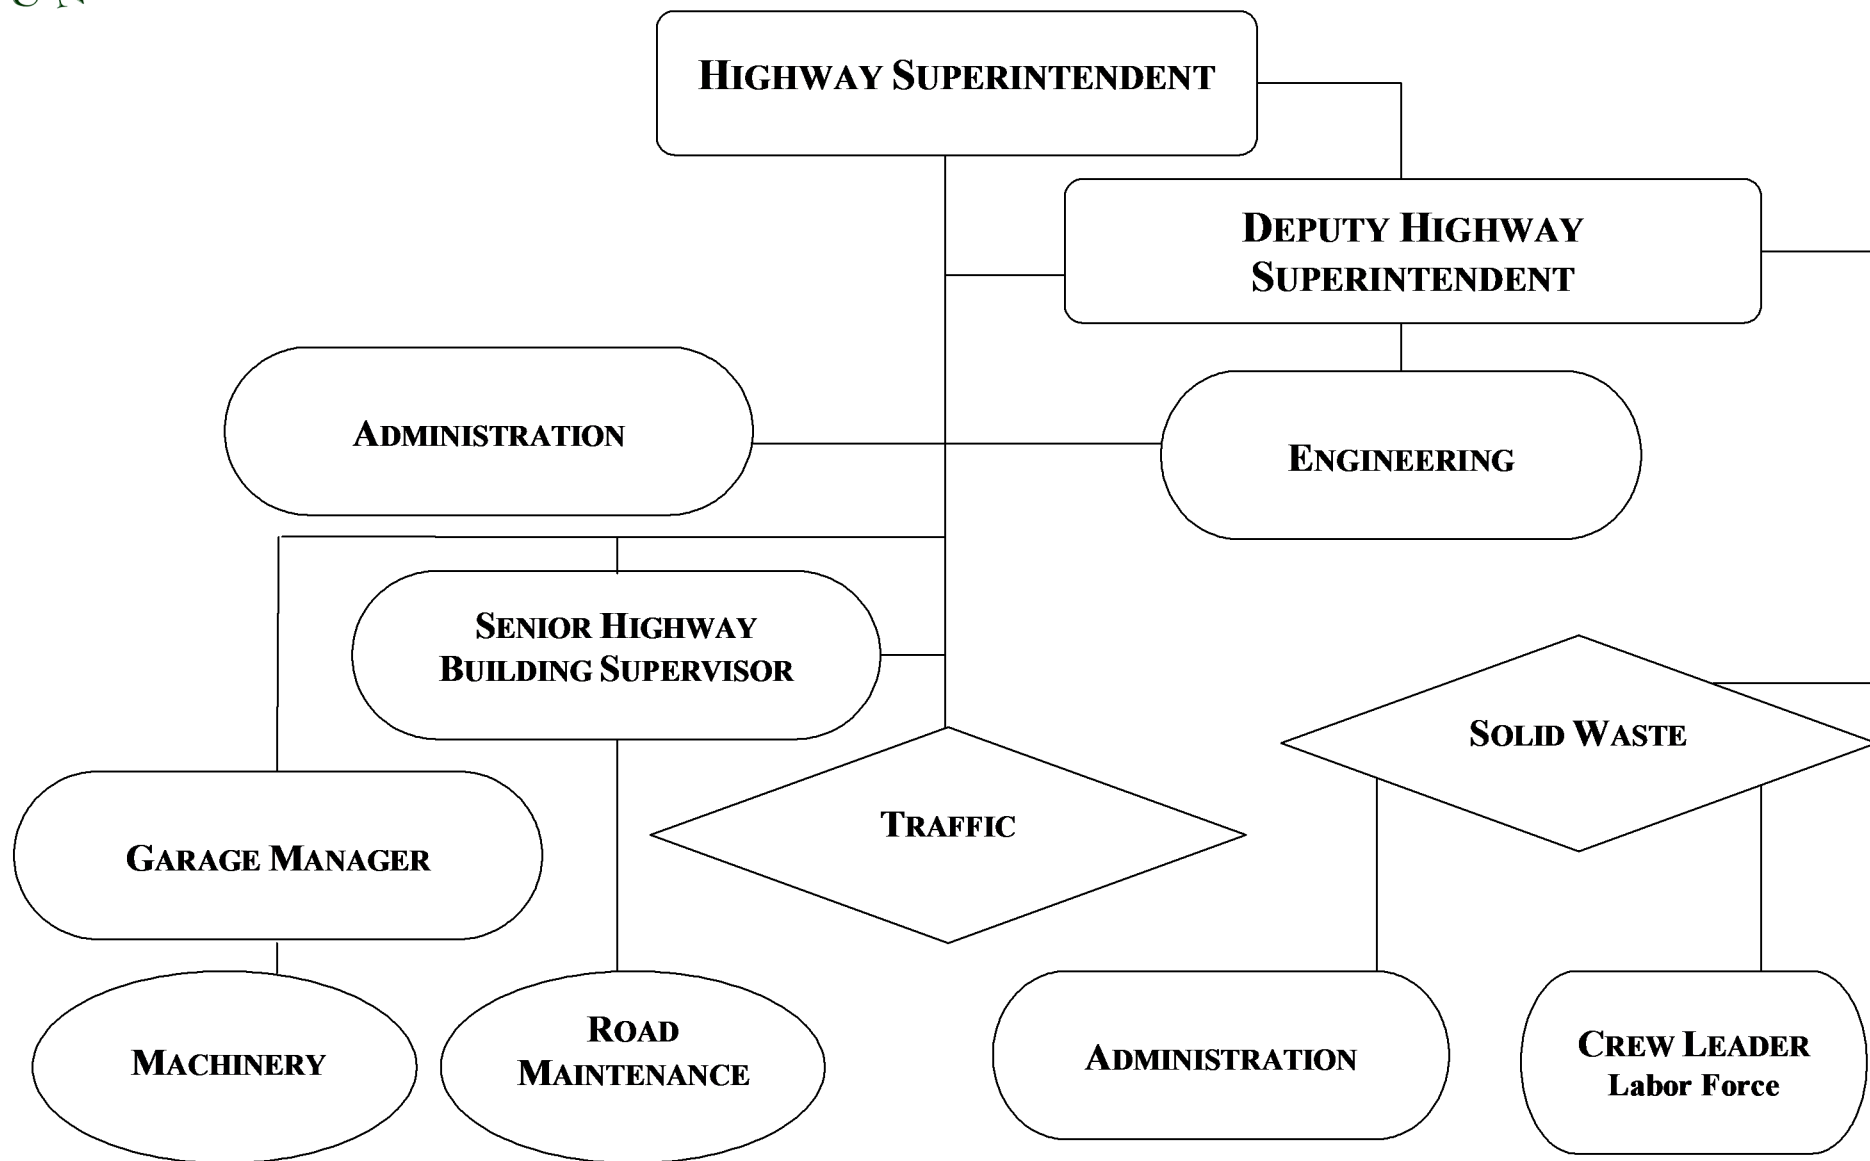 HIGHWAY SUPERINTENDENT
DEPUTY HIGHWAY
SUPERINTENDENT
ADMINISTRATION
ENGINEERING
SENIOR HIGHWAY
BUILDING SUPERVISOR
SOLID WASTE
TRAFFIC
GARAGE MANAGER
MACHINERY
ROAD
MAINTENANCE
ADMINISTRATION
CREW LEADER
Labor Force